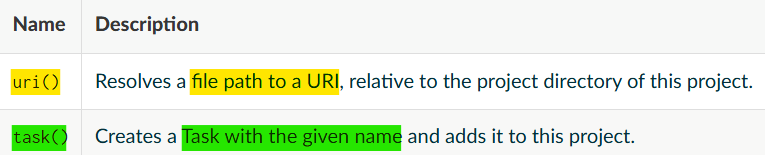 Name Description
uri() Resolves a file path to a URI, relative to the project directory of this project.
task() Creates a Task with the given name and adds it to this project.